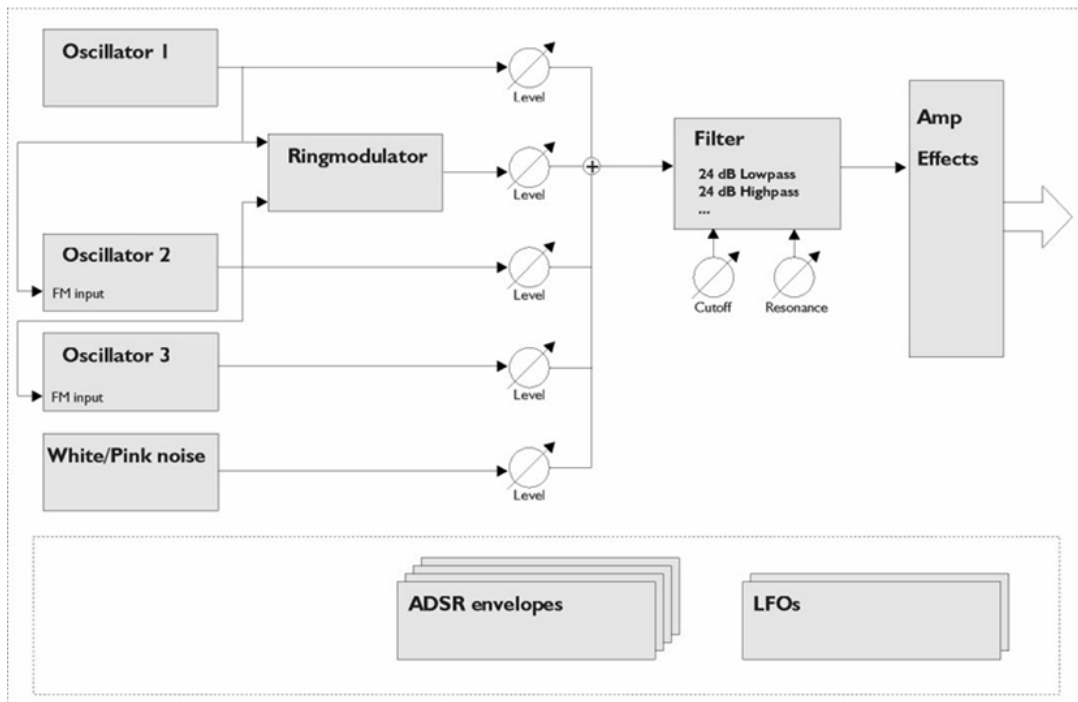 Oscillator 1
Level
Ringmodulator
Level
Filter
24 dB Lowpass
24 dB Highpass
...
Amp
Effects
Oscillator 2
FM input
Level
Cutoff
Resonance
Oscillator 3
FM input
Level
White/Pink noise
Level
ADSR envelopes
LFOs